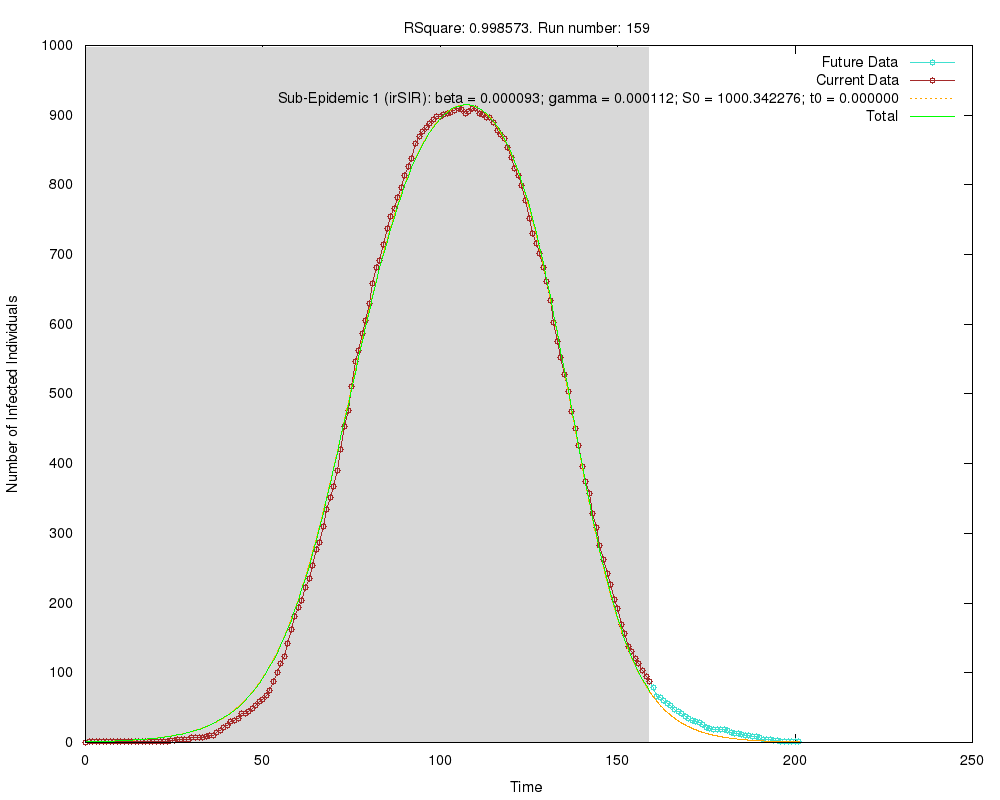 RSquare: 0.998573. Run number: 159
1000
900
800
700
600
500
400
300
200
100
0
Number of Infected Individuals
Future Data
Current Data
Sub-Epidemic 1 (irSIR): beta = 0.000093; gamma = 0.000112; S0 = 1000.342276; t0 = 0.000000
Total
0 50 100 150 200 250
Time